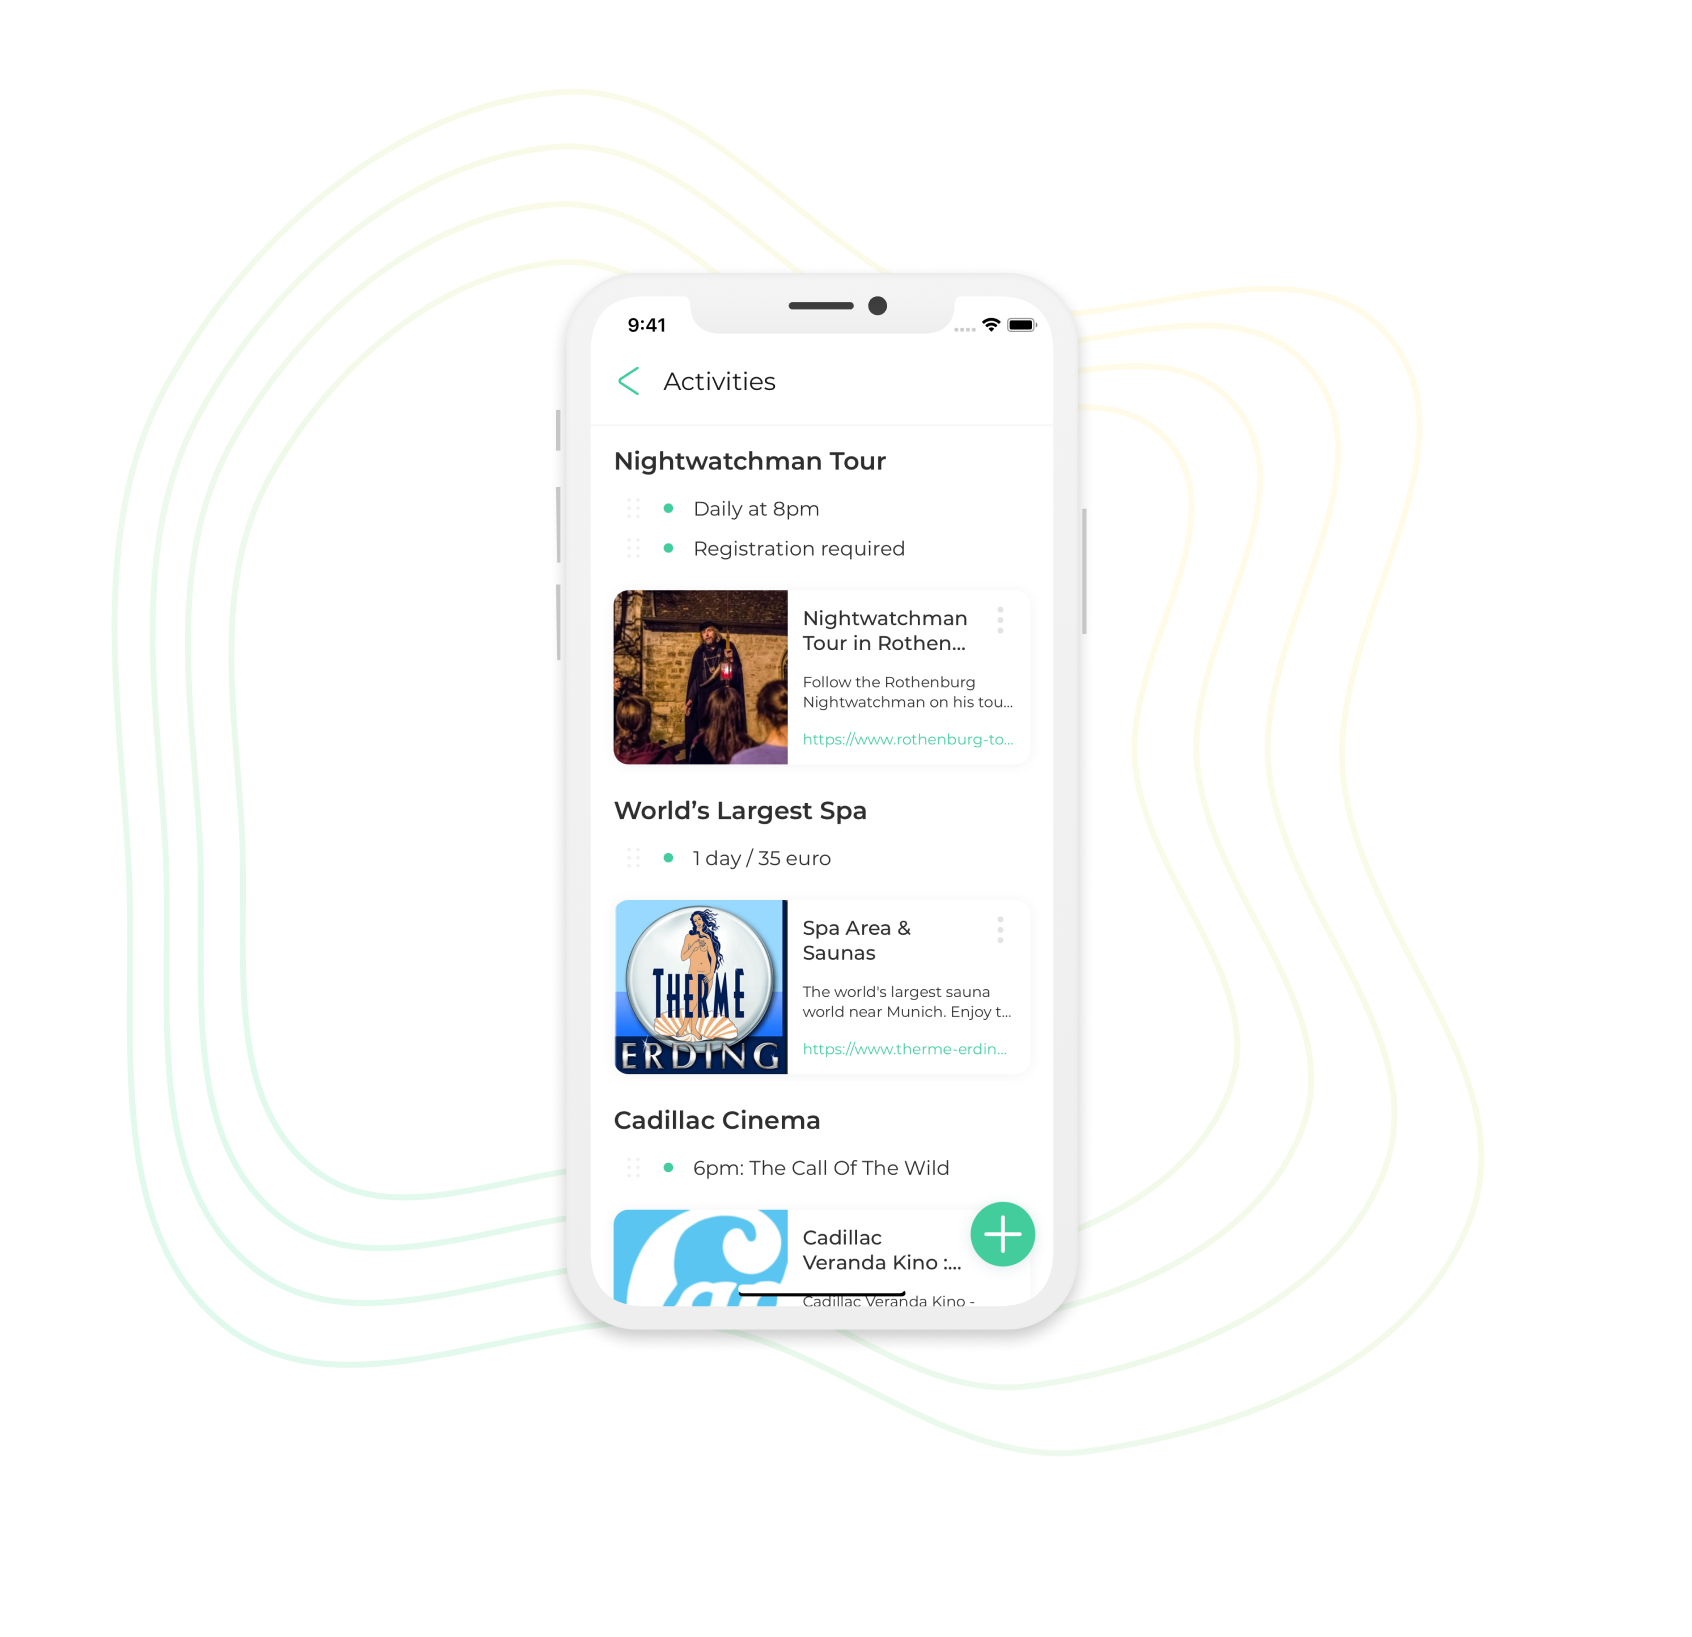 9:41
Activities
Nightwatchman Tour
Daily at 8pm
Registration required
Nightwatchman
Tour in Rothen...
Follow the Rothenburg
Nightwatchman on his tou...
https://www.rothenburg-to...
World’s Largest Spa
1 day / 35 euro
THERME
ERDING
Spa Area &
Saunas
The world's largest sauna
world near Munich. Enjoy t...
https://www.therme-erdin...
Cadillac Cinema
6pm: The Call Of The Wild
Cadillac
Veranda Kino :...
Cadillac Veranda Kino -